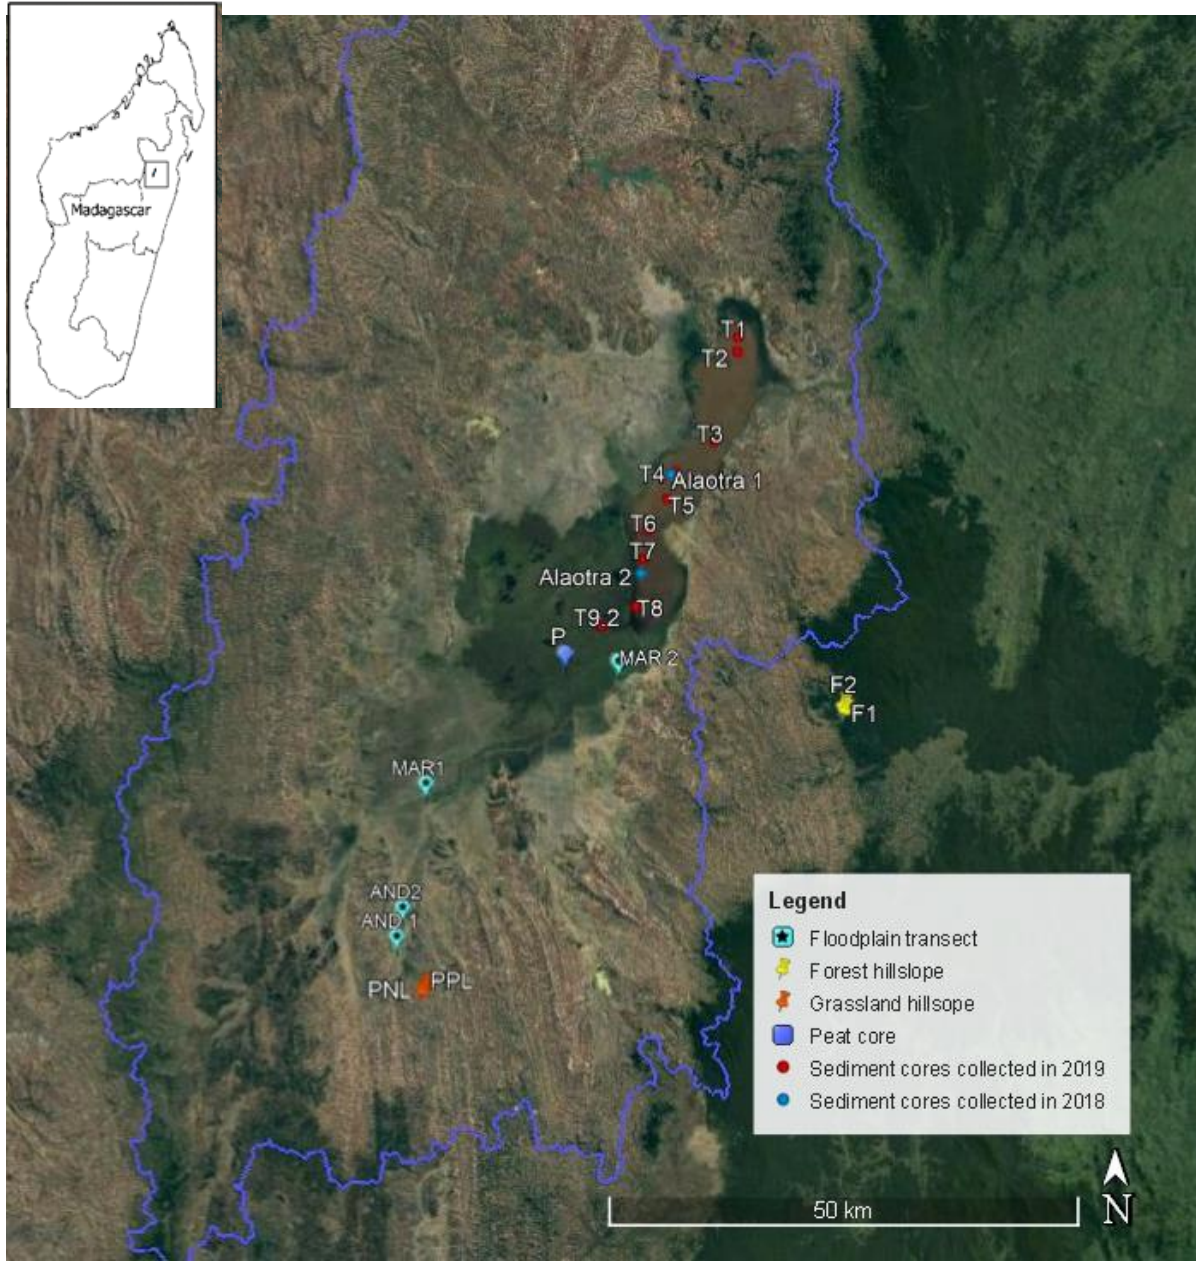 Madagascar
T1
T2
T3
T4
Alaotra 1
T5
T6
T7
Alaotra 2
T8
T9.2
P
MAR 2
F2
F1
MAR1
AND2
AND 1
PNL
PPL
Legend
Floodplain transect
Forest hillslope
Grassland hillsope
Peat core
Sediment cores collected in 2019
Sediment cores collected in 2018
50 km
N